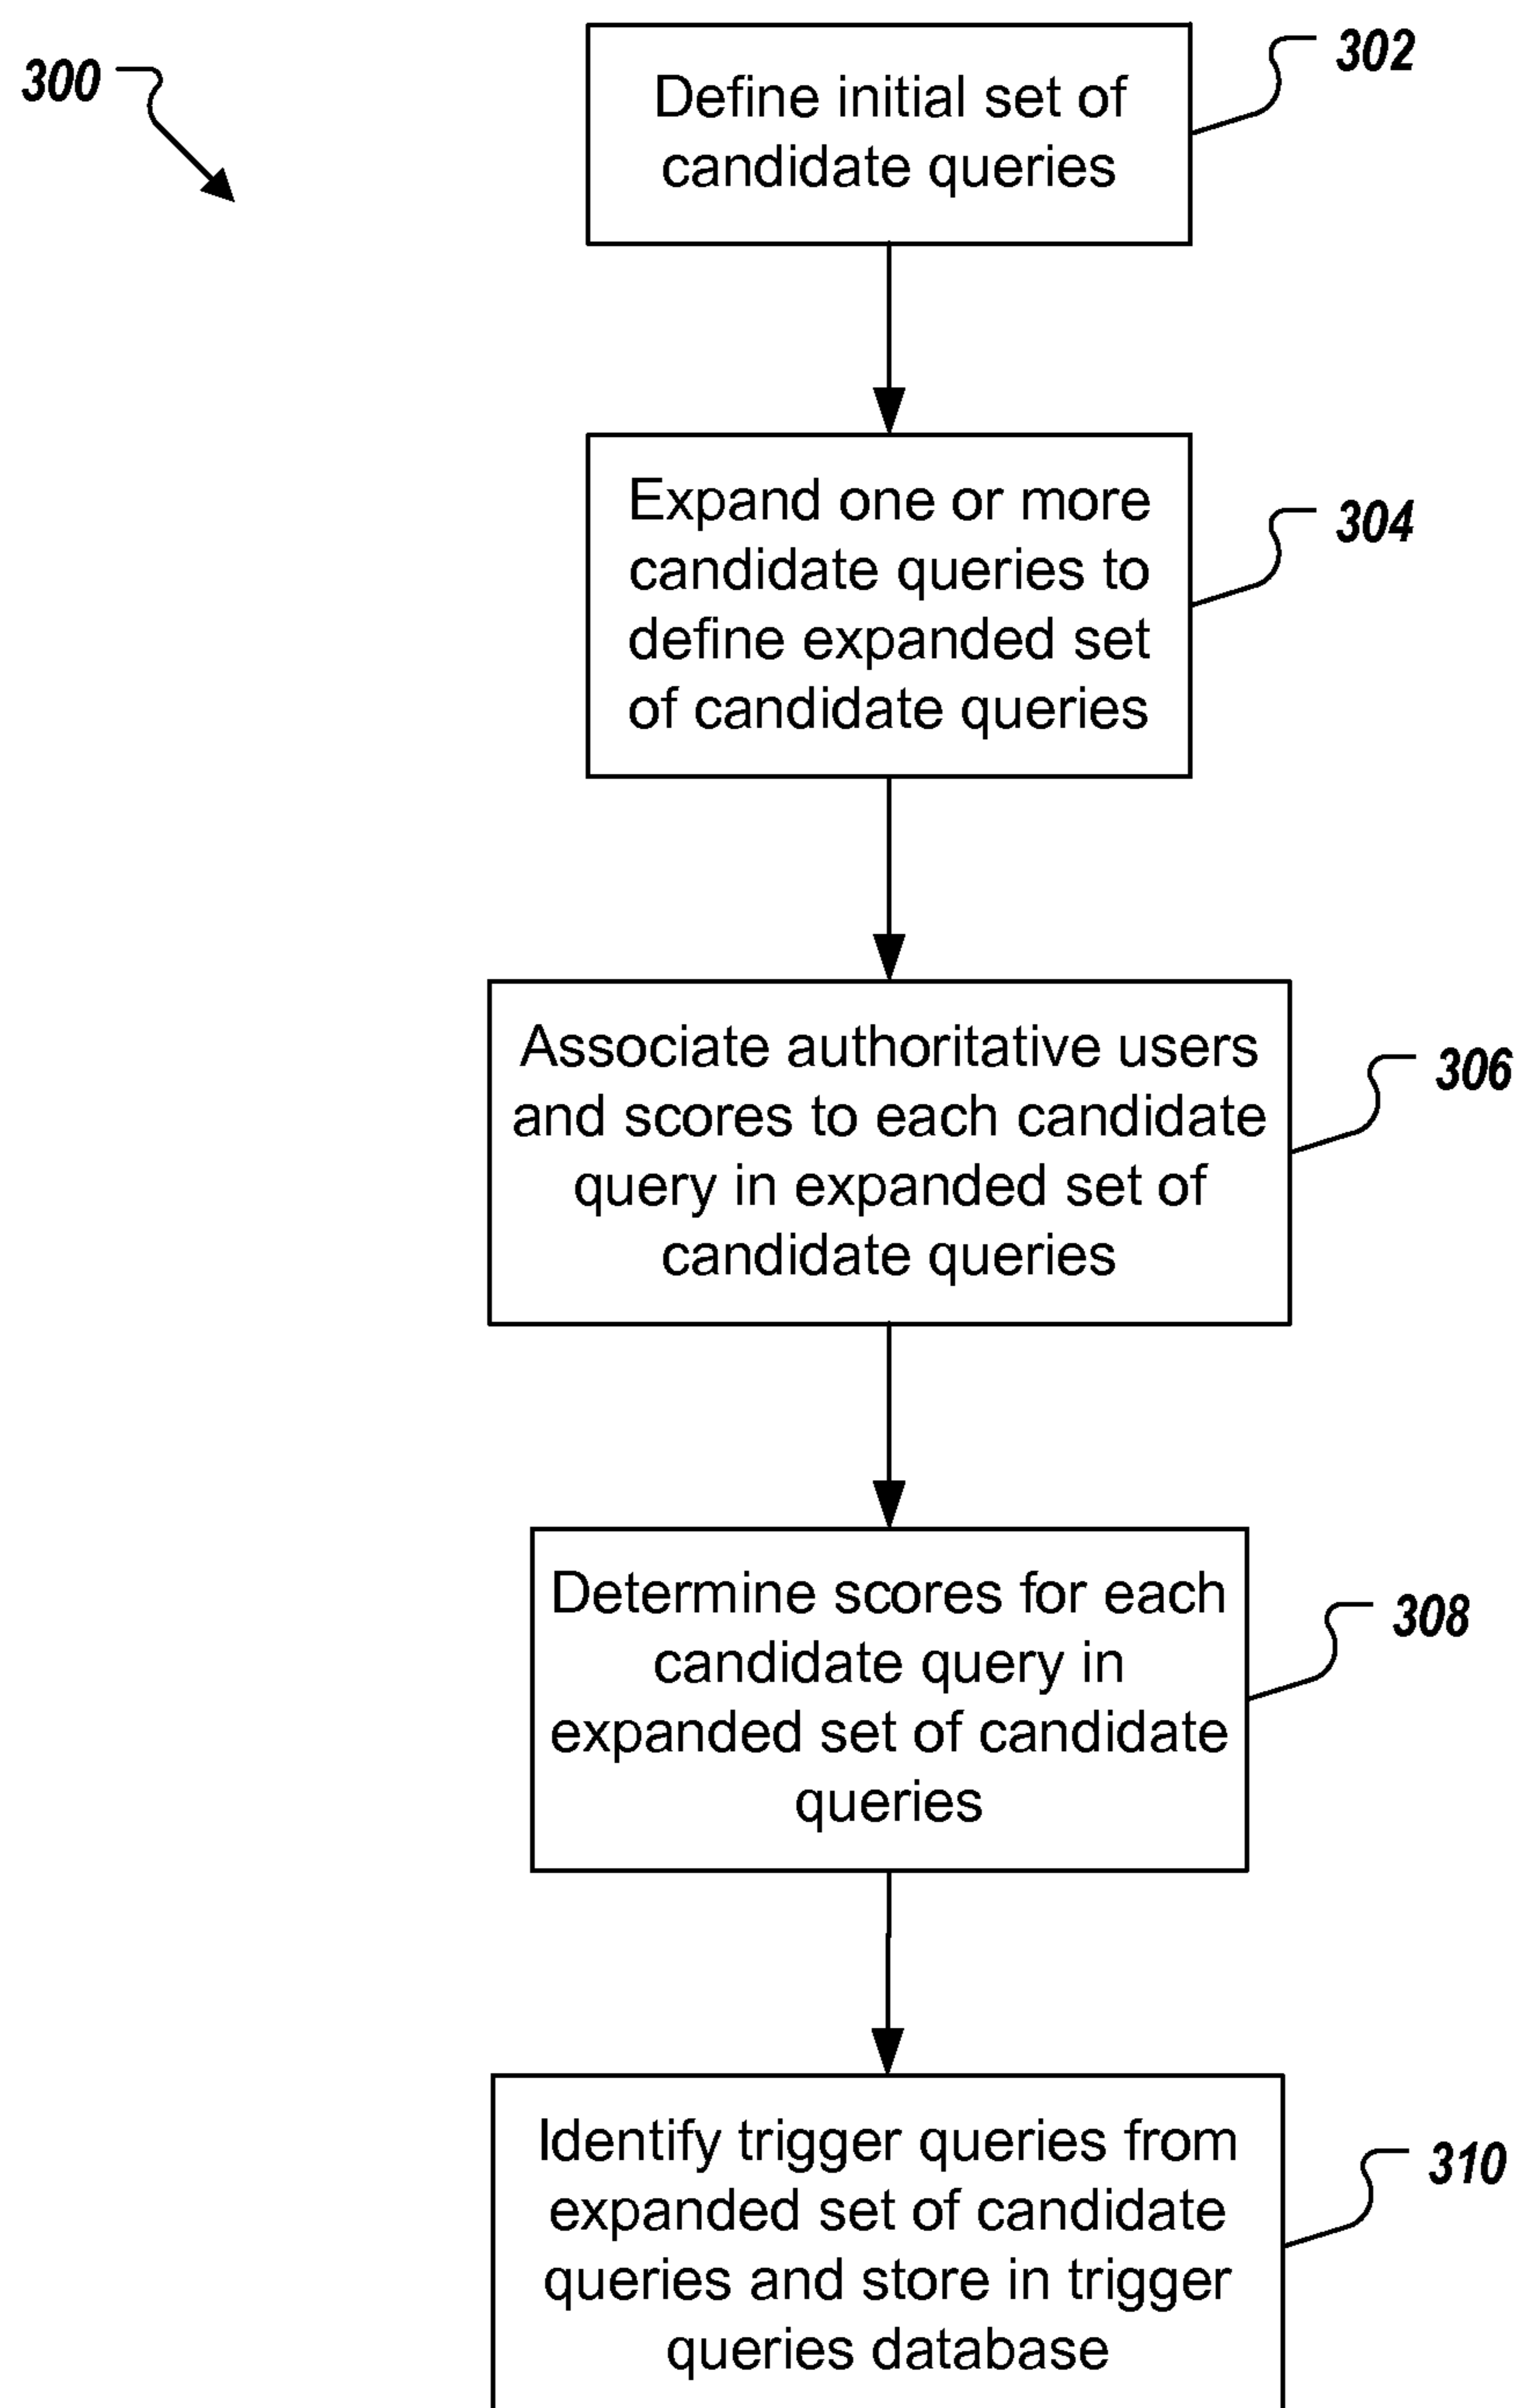 300
302
Define initial set of
candidate queries
304
Expand one or more
candidate queries to
define expanded set
of candidate queries
306
Associate authoritative users
and scores to each candidate
query in expanded set of
candidate queries
308
Determine scores for each
candidate query in
expanded set of candidate
queries
310
Identify trigger queries from
expanded set of candidate
queries and store in trigger
queries database